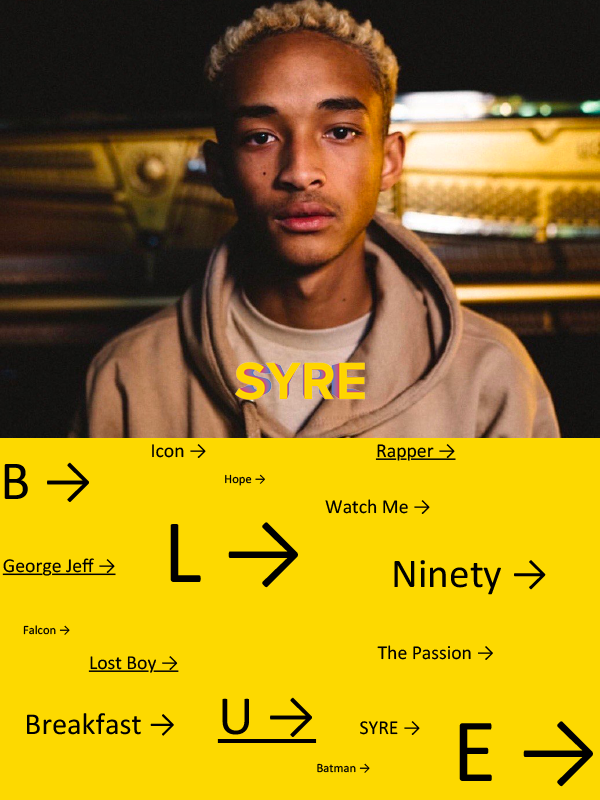 SYRE
Icon →
Rapper →
B →
Hope →
Watch Me →
L →
George Jeff →
Ninety →
Falcon →
The Passion →
Lost Boy →
Breakfast →
U →
SYRE →
E →
Batman →